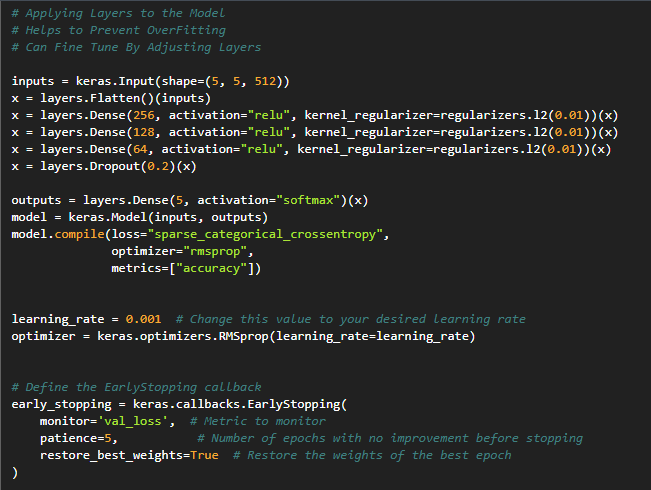 # Applying Layers to the Model
# Helps to Prevent OverFitting
# Can Fine Tune By Adjusting Layers
inputs = keras.Input(shape=(5, 5, 512))
x = layers.Flatten()(inputs)
x = layers.Dense(256, activation="relu", kernel_regularizer=regularizers.l2(0.01))(x)
x = layers.Dense(128, activation="relu", kernel_regularizer=regularizers.l2(0.01))(x)
x = layers.Dense(64, activation="relu", kernel_regularizer=regularizers.l2(0.01))(x)
x = layers.Dropout(0.2)(x)
outputs = layers.Dense(5, activation="softmax")(x)
model = keras.Model(inputs, outputs)
model.compile(loss="sparse_categorical_crossentropy",
              optimizer="rmsprop",
              metrics=["accuracy"])
learning_rate = 0.001  # Change this value to your desired learning rate
optimizer = keras.optimizers.RMSprop(learning_rate=learning_rate)
# Define the EarlyStopping callback
early_stopping = keras.callbacks.EarlyStopping(
    monitor='val_loss',  # Metric to monitor
    patience=5,           # Number of epochs with no improvement before stopping
    restore_best_weights=True  # Restore the weights of the best epoch
)